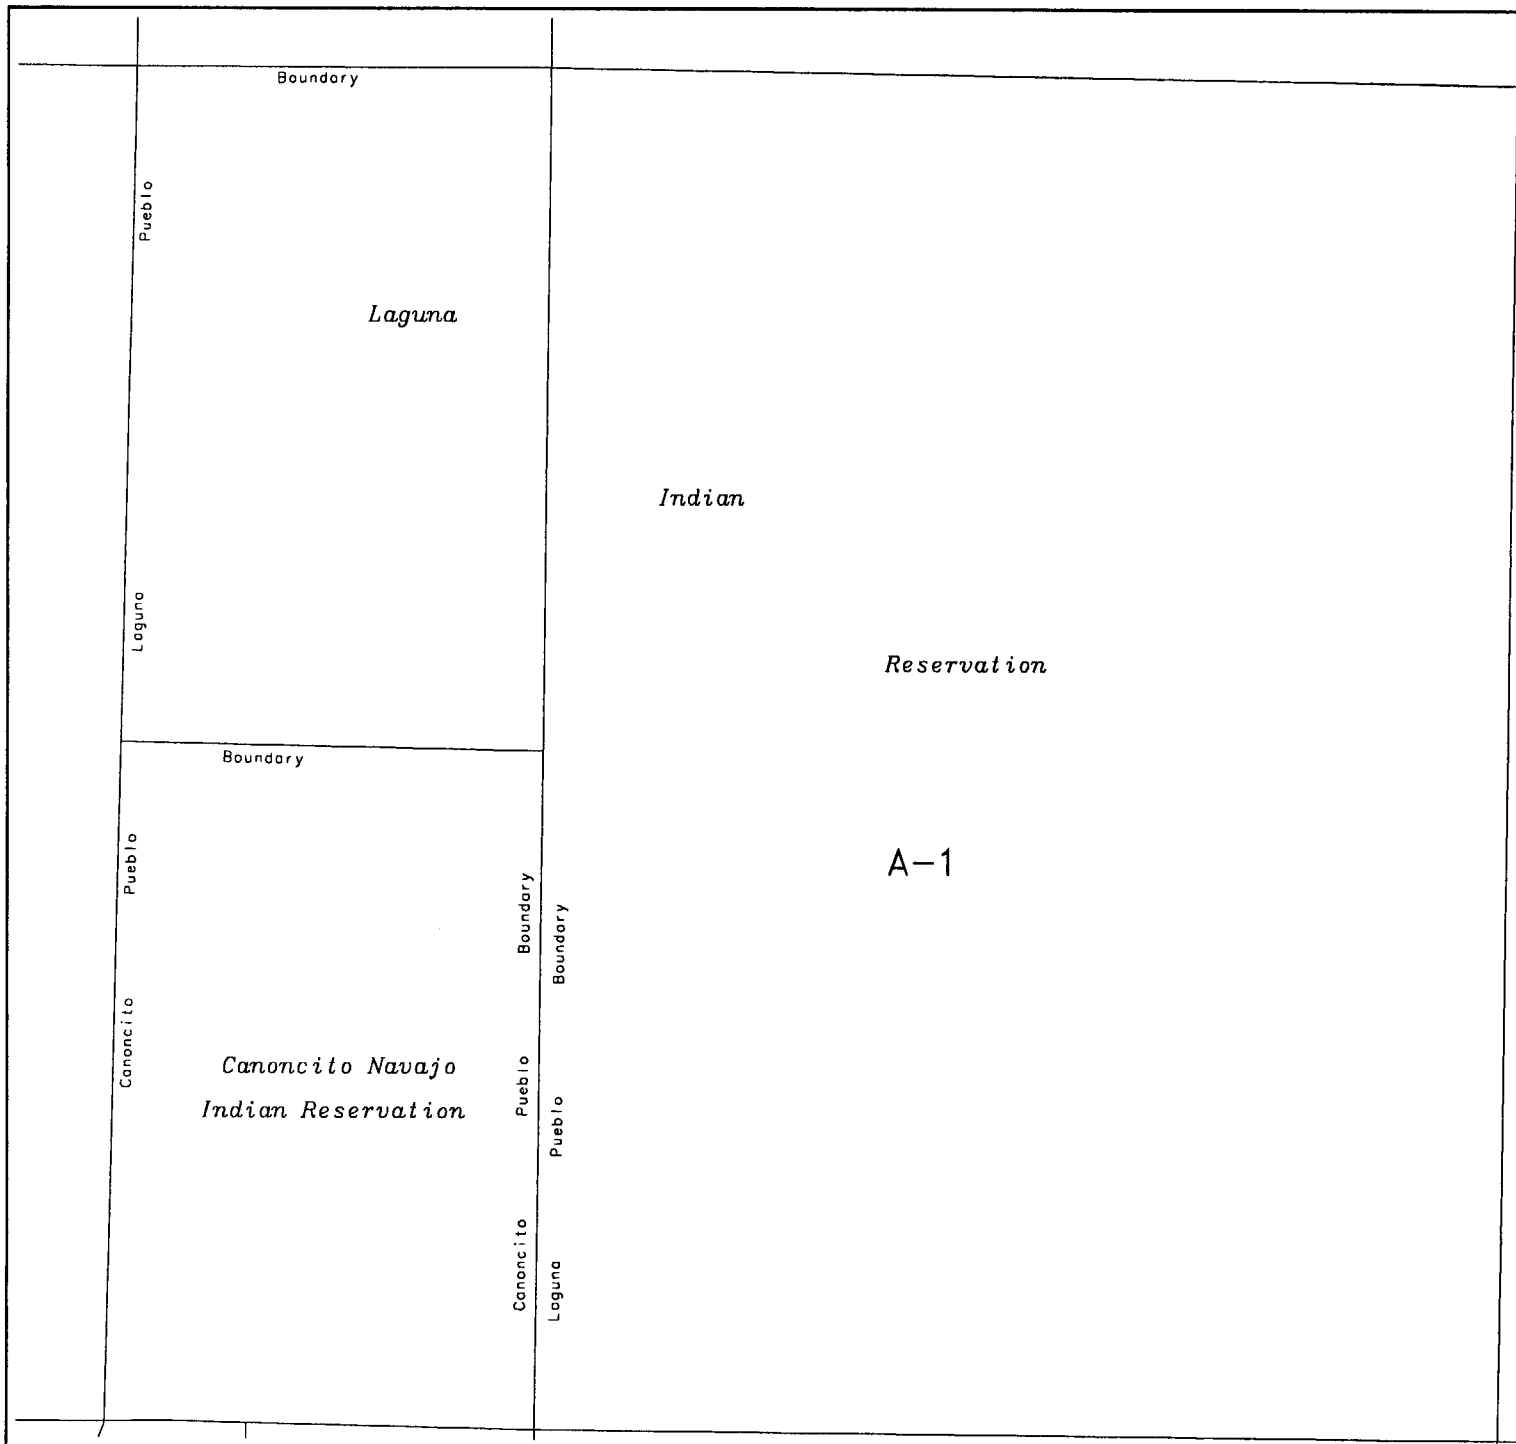 Boundary
Pueblo
Laguna
Indian
Laguna
Reservation
Boundary
Pueblo
A-1
Boundary
Boundary
Canoncito
Canoncito Navajo
Indian Reservation
Pueblo
Pueblo
Canoncito
Laguna